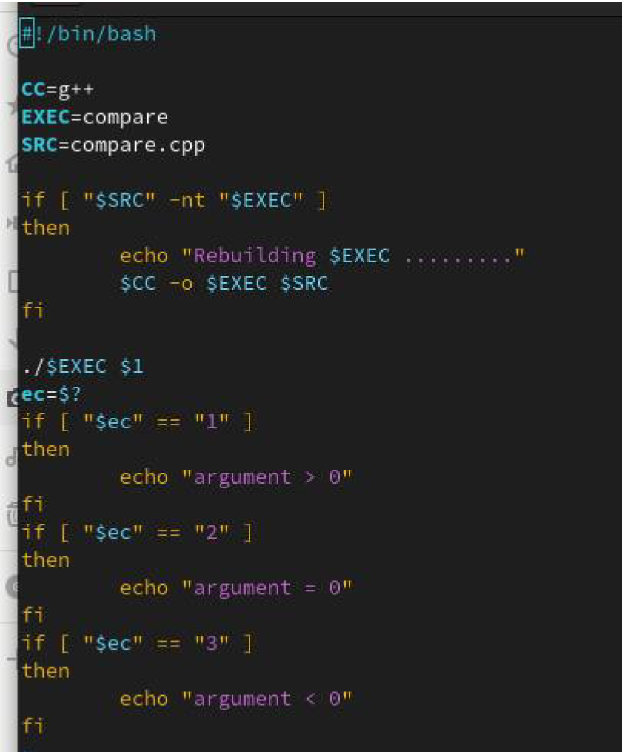 #!/bin/bash
CC=g++
EXEC=compare
SRC=compare.cpp
if [ "$SRC" -nt "$EXEC" ]
then
echo "Rebuilding $EXEC ........."
$CC -o $EXEC $SRC
fi
./$EXEC $1
ec=$?
if [ "$ec" == "1" ]
then
echo "argument > 0"
fi
if [ "$ec" == "2" ]
then
echo "argument = 0"
fi
if [ "$ec" == "3" ]
then
echo "argument < 0"
fi